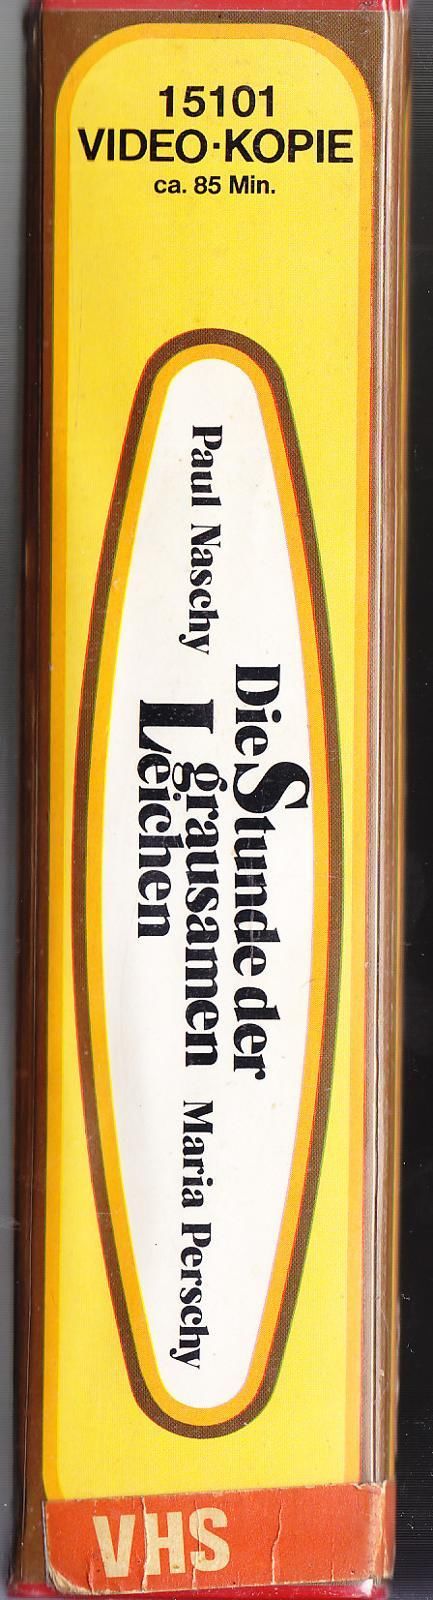 15101
VIDEO·KOPIE
ca. 85 Min.
Paul Naschy
Die Stunde der
grausamen
Leichen
Maria Perschy
VHS